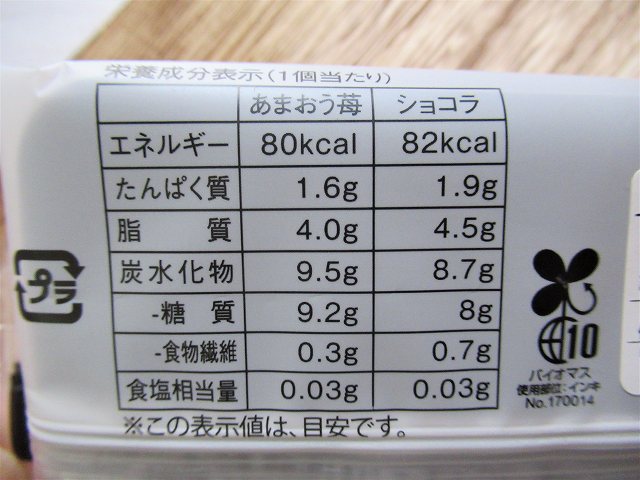 栄養成分表示(1個当たり)
あまおう苺 ショコラ
エネルギー 80kcal 82kcal
たんぱく質 1.6g 1.9g
脂質 4.0g 4.5g
炭水化物 9.5g 8.7g
-糖質 9.2g 8g
-食物繊維 0.3g 0.7g
食塩相当量 0.03g 0.03g
※この表示値は、目安です。
プラ
10
バイオマス
使用部位:インキ
No.170014